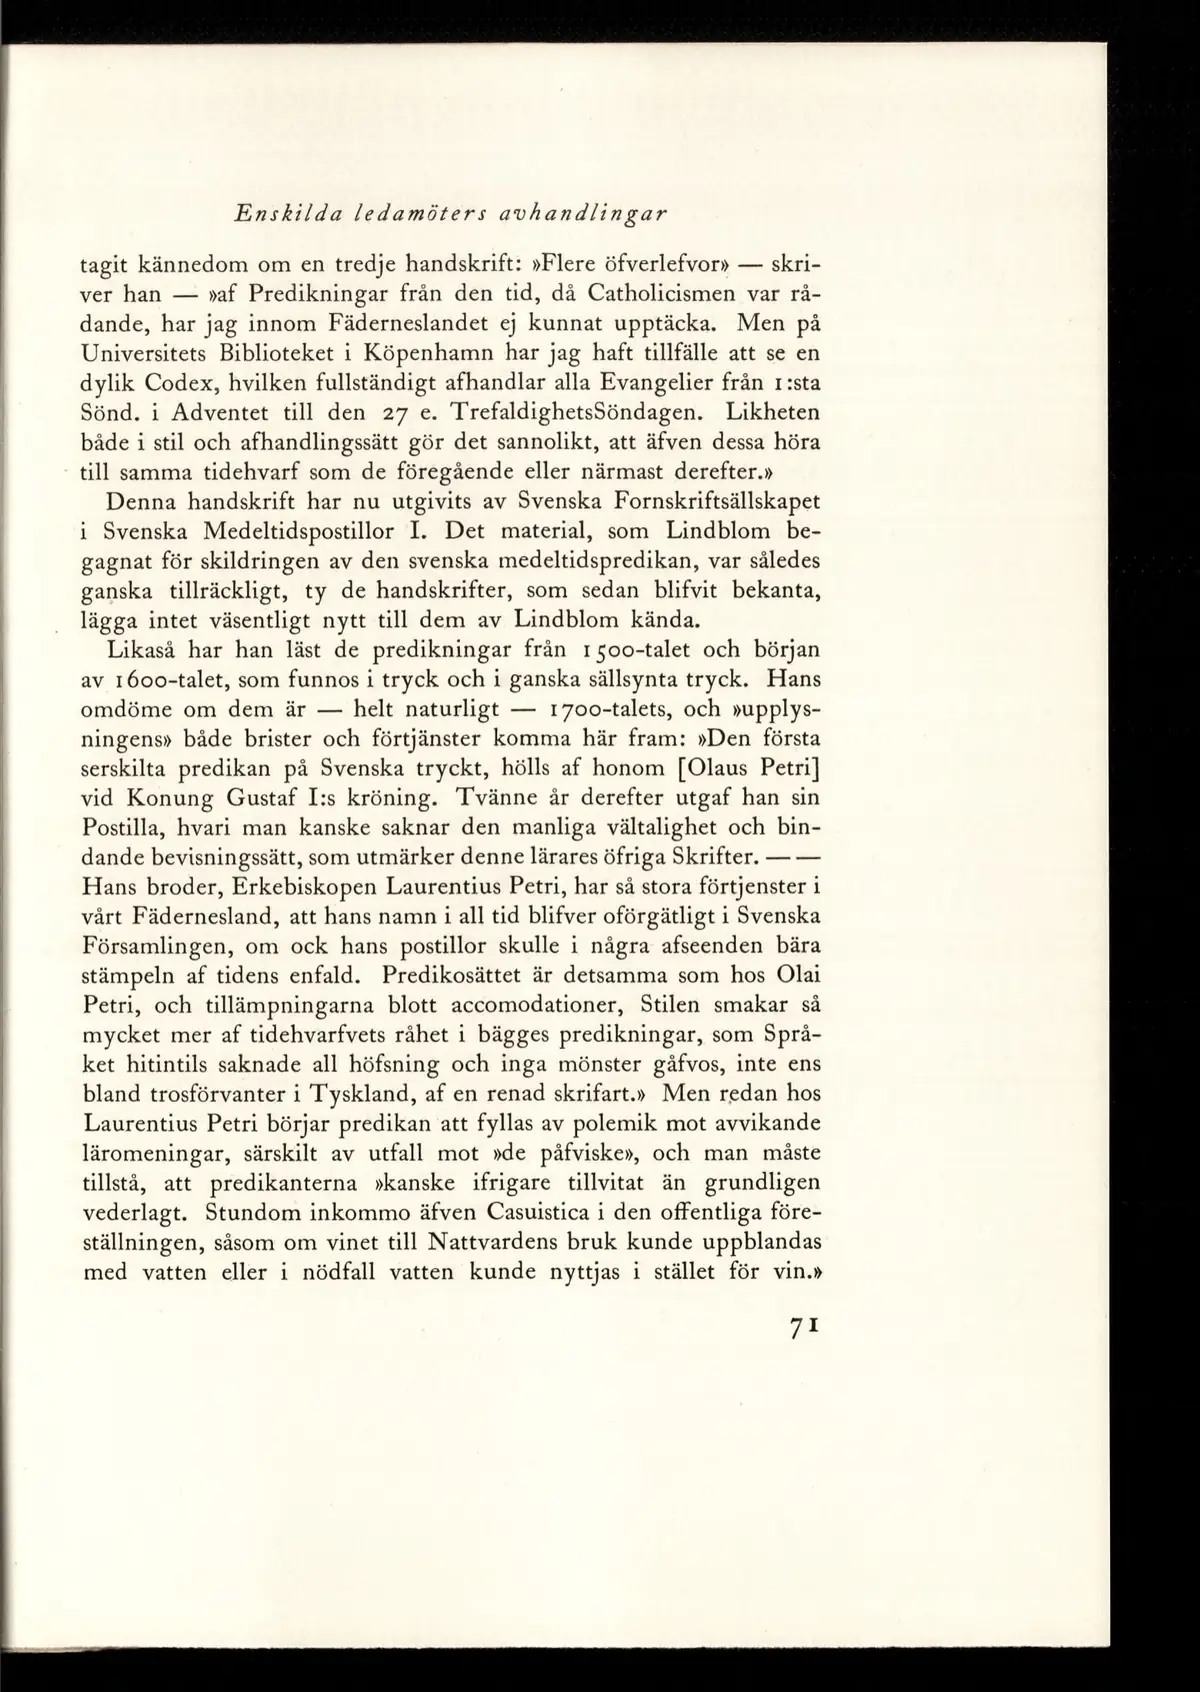 Enskilda ledamöters avhandlingar
tagit kännedom om en tredje handskrift: »Flere öfverlefvor» — skri-
ver han — »af Predikningar från den tid, då Catholicismen var rå-
dande, har jag innom Fäderneslandet ej kunnat upptäcka. Men på
Universitets Biblioteket i Köpenhamn har jag haft tillfälle att se en
dylik Codex, hvilken fullständigt afhandlar alla Evangelier från 1:sta
Sönd. i Adventet till den 27 e. TrefaldighetsSöndagen. Likheten
både i stil och afhandlingssätt gör det sannolikt, att äfven dessa höra
till samma tidehvarf som de föregående eller närmast derefter.»
Denna handskrift har nu utgivits av Svenska Fornskriftsällskapet
i Svenska Medeltidspostillor I. Det material, som Lindblom be-
gagnat för skildringen av den svenska medeltidspredikan, var således
ganska tillräckligt, ty de handskrifter, som sedan blifvit bekanta,
lägga intet väsentligt nytt till dem av Lindblom kända.
Likaså har han läst de predikningar från 1500-talet och början
av 1600-talet, som funnos i tryck och i ganska sällsynta tryck. Hans
omdöme om dem är — helt naturligt — 1700-talets, och »upplys-
ningens» både brister och förtjänster komma här fram: »Den första
serskilta predikan på Svenska tryckt, hölls af honom [Olaus Petri]
vid Konung Gustaf I:s kröning. Tvänne år derefter utgaf han sin
Postilla, hvari man kanske saknar den manliga vältalighet och bin-
dande bevisningssätt, som utmärker denne lärares öfriga Skrifter. — —
Hans broder, Erkebiskopen Laurentius Petri, har så stora förtjenster i
vårt Fädernesland, att hans namn i all tid blifver oförgätligt i Svenska
Församlingen, om ock hans postillor skulle i några afseenden bära
stämpeln af tidens enfald. Predikosättet är detsamma som hos Olai
Petri, och tillämpningarna blott accomodationer, Stilen smakar så
mycket mer af tidehvarfvets råhet i bägges predikningar, som Språ-
ket hitintils saknade all höfsning och inga mönster gåfvos, inte ens
bland trosförvanter i Tyskland, af en renad skrifart.» Men redan hos
Laurentius Petri börjar predikan att fyllas av polemik mot avvikande
läromeningar, särskilt av utfall mot »de påfviske», och man måste
tillstå, att predikanterna »kanske ifrigare tillvitat än grundligen
vederlagt. Stundom inkommo äfven Casuistica i den offentliga före-
ställningen, såsom om vinet till Nattvardens bruk kunde uppblandas
med vatten eller i nödfall vatten kunde nyttjas i stället för vin.»
71